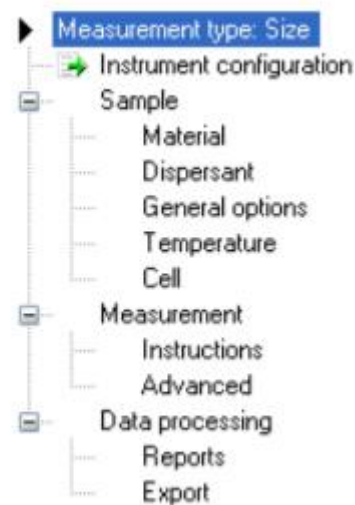 Measurement type: Size
Instrument configuration
Sample
Material
Dispersant
General options
Temperature
Cell
Measurement
Instructions
Advanced
Data processing
Reports
Export